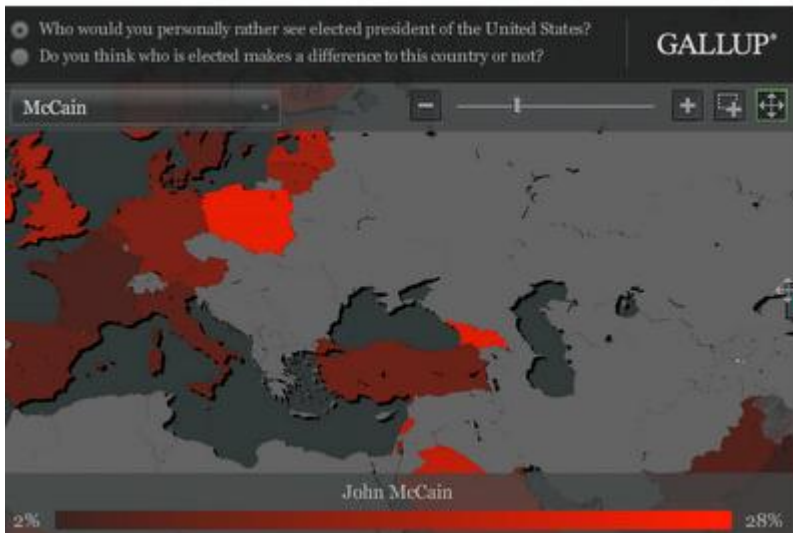 Who would you personally rather see elected president of the United States?
Do you think who is elected makes a difference to this country or not?
GALLUP®
McCain
John McCain
2%
28%